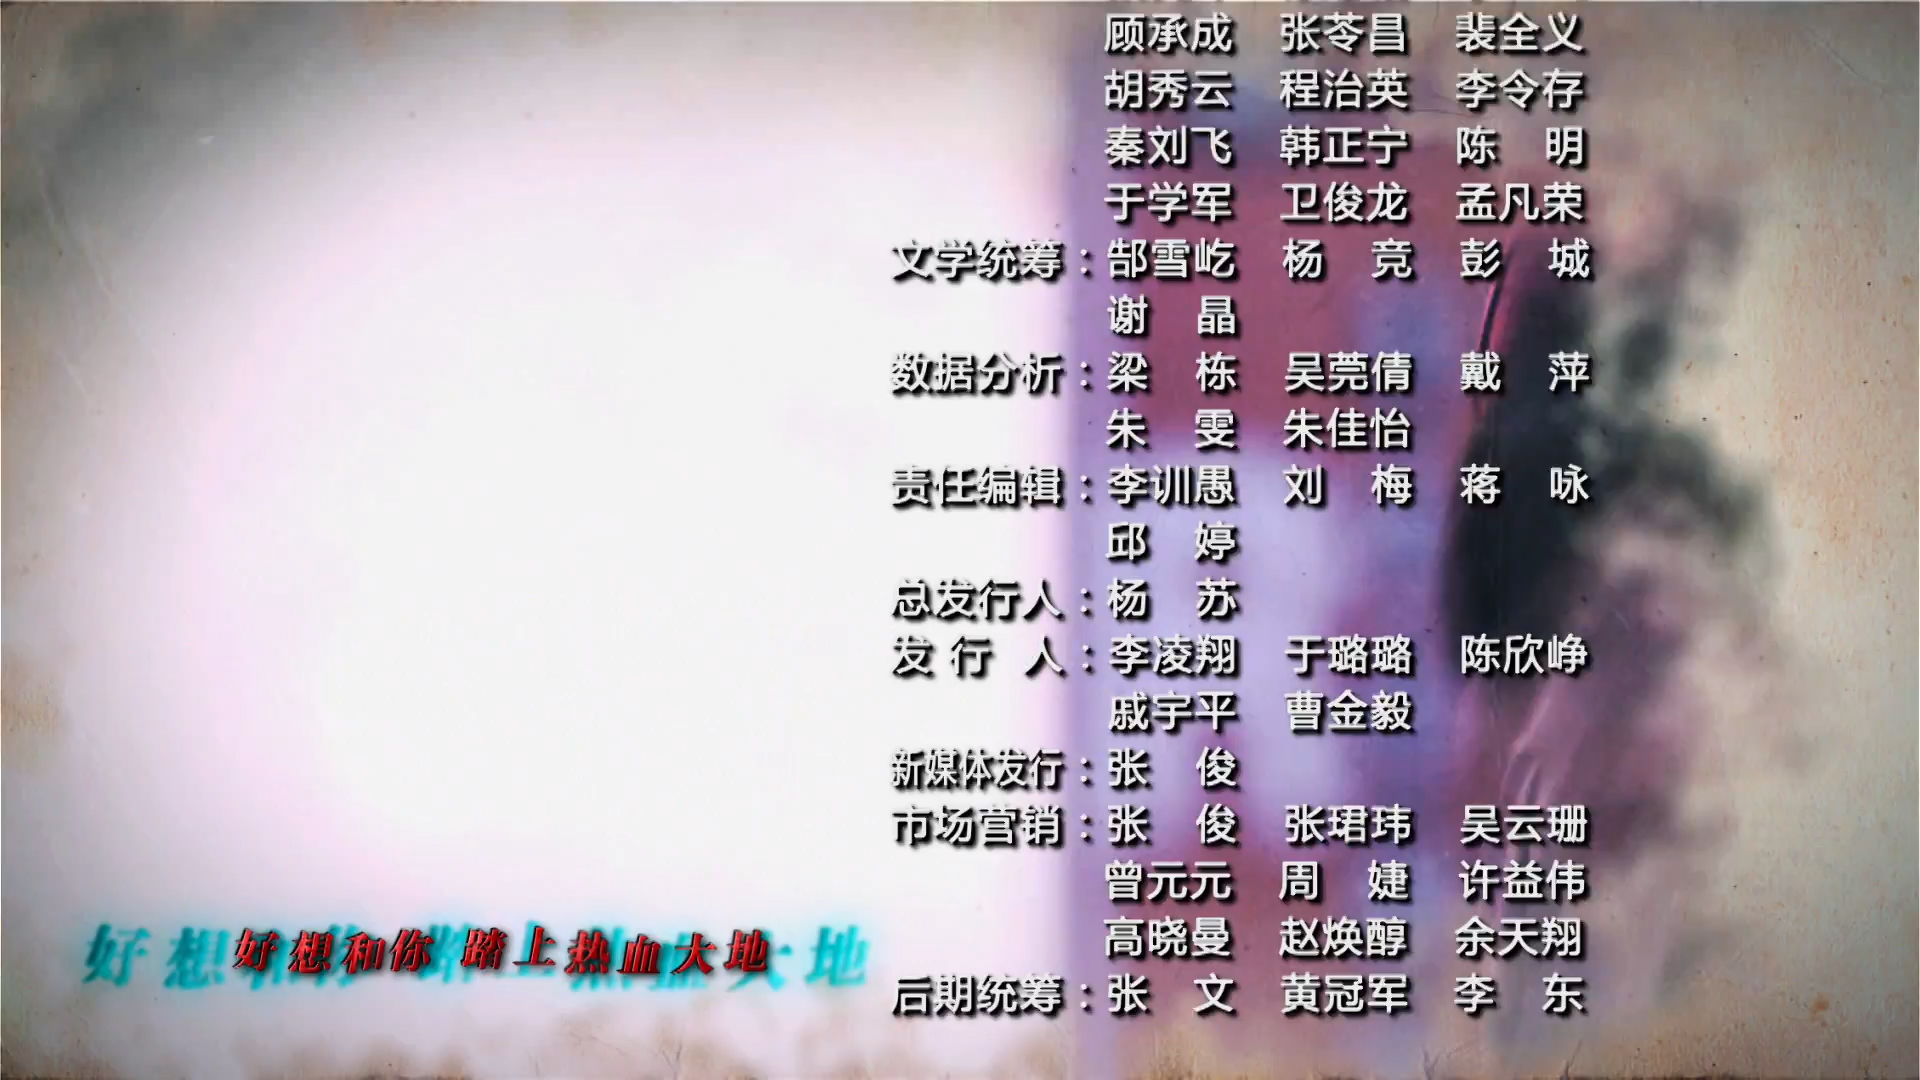 顾承成 张苓昌 裴全义
胡秀云 程治英 李令存
秦刘飞 韩正宁 陈 明
于学军 卫俊龙 孟凡荣
文学统筹：郜雪屹 杨 竞 彭 城
谢 晶
数据分析：梁 栋 吴莞倩 戴 萍
朱 雯 朱佳怡
责任编辑：李训愚 刘 梅 蒋 咏
邱 婷
总发行人：杨 苏
发 行 人：李凌翔 于璐璐 陈欣峥
戚宇平 曹金毅
新媒体发行：张 俊
市场营销：张 俊 张珺玮 吴云珊
曾元元 周 婕 许益伟
高晓曼 赵焕醇 余天翔
后期统筹：张 文 黄冠军 李 东
好想和你 踏上热血大地